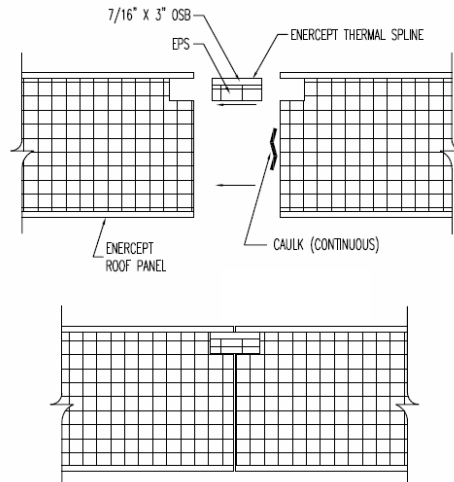 7/16" X 3" OSB
EPS
ENERCEPT THERMAL SPLINE
ENERCEPT
ROOF PANEL
CAULK (CONTINUOUS)